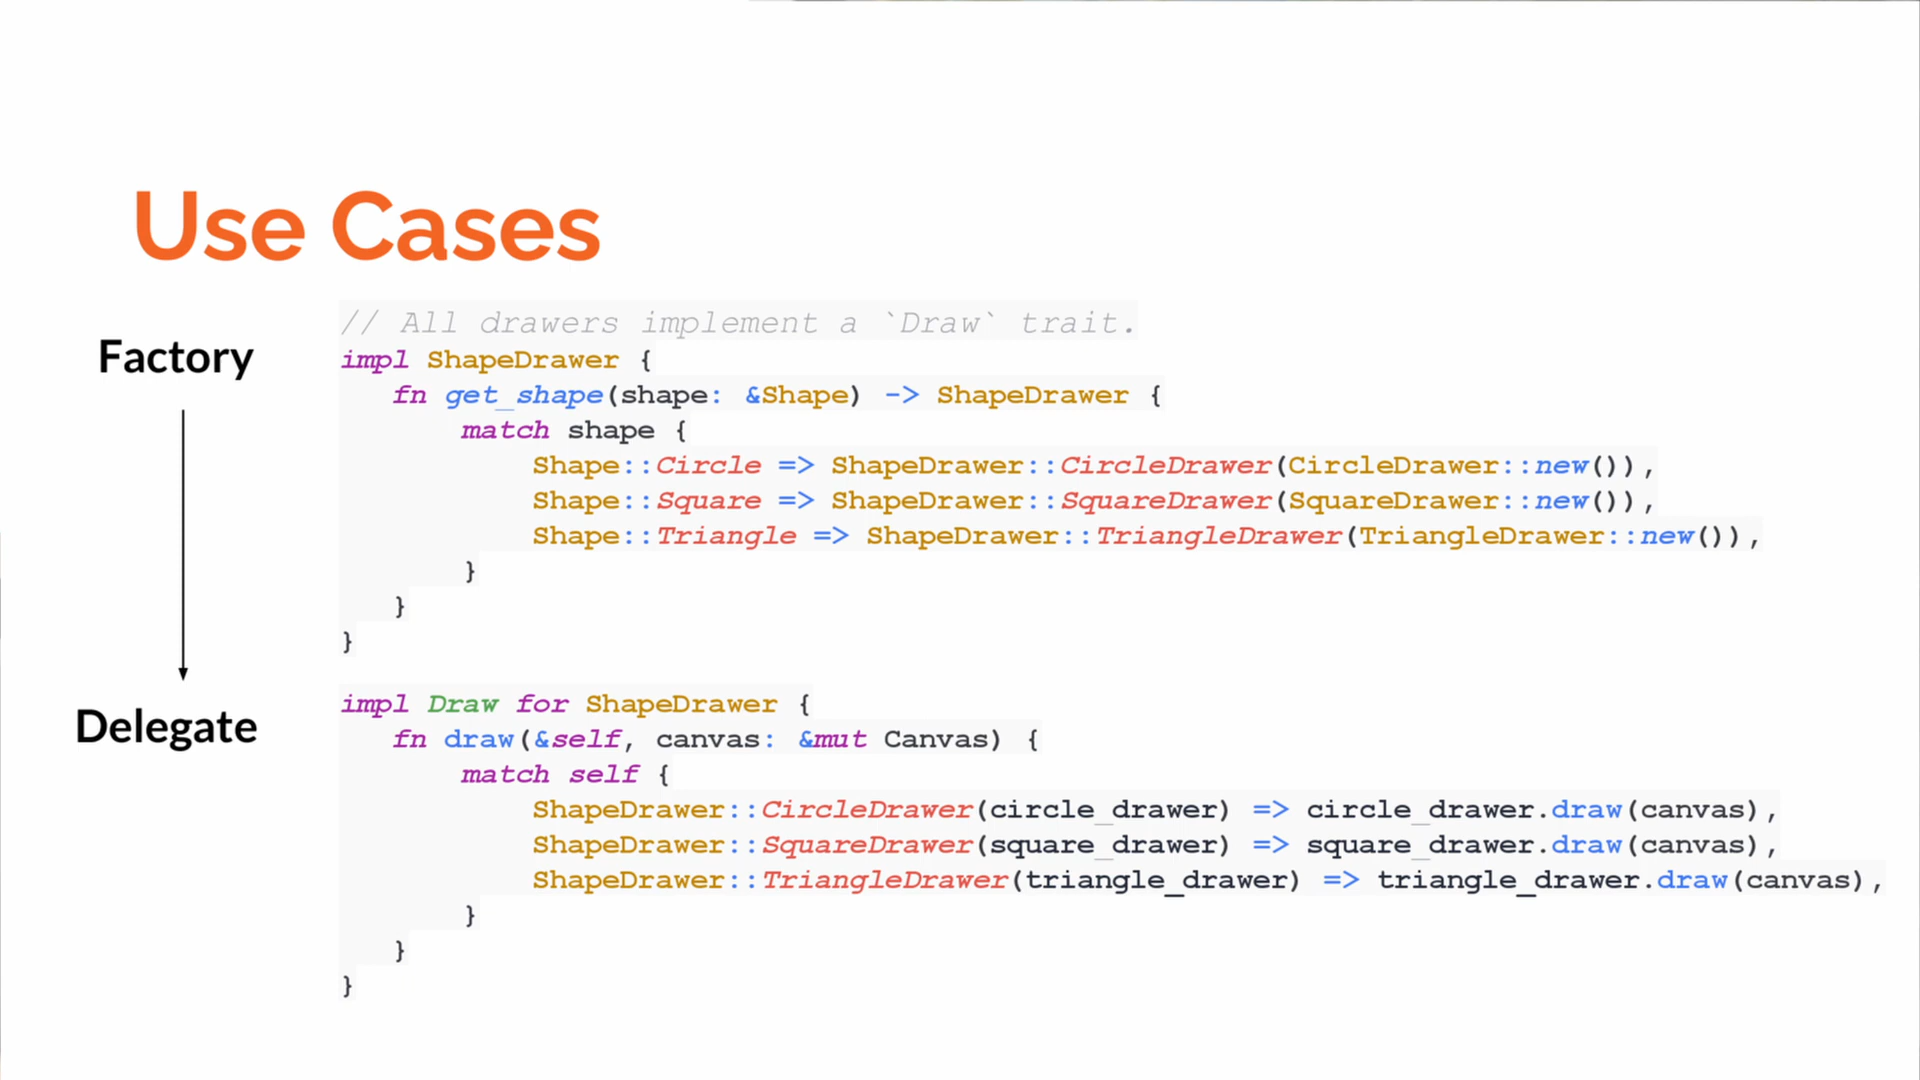 Use Cases
Factory
// All drawers implement a `Draw` trait.
impl ShapeDrawer {
    fn get_shape(shape: &Shape) -> ShapeDrawer {
        match shape {
            Shape::Circle => ShapeDrawer::CircleDrawer(CircleDrawer::new()),
            Shape::Square => ShapeDrawer::SquareDrawer(SquareDrawer::new()),
            Shape::Triangle => ShapeDrawer::TriangleDrawer(TriangleDrawer::new()),
        }
    }
}
Delegate
impl Draw for ShapeDrawer {
    fn draw(&self, canvas: &mut Canvas) {
        match self {
            ShapeDrawer::CircleDrawer(circle_drawer) => circle_drawer.draw(canvas),
            ShapeDrawer::SquareDrawer(square_drawer) => square_drawer.draw(canvas),
            ShapeDrawer::TriangleDrawer(triangle_drawer) => triangle_drawer.draw(canvas),
        }
    }
}